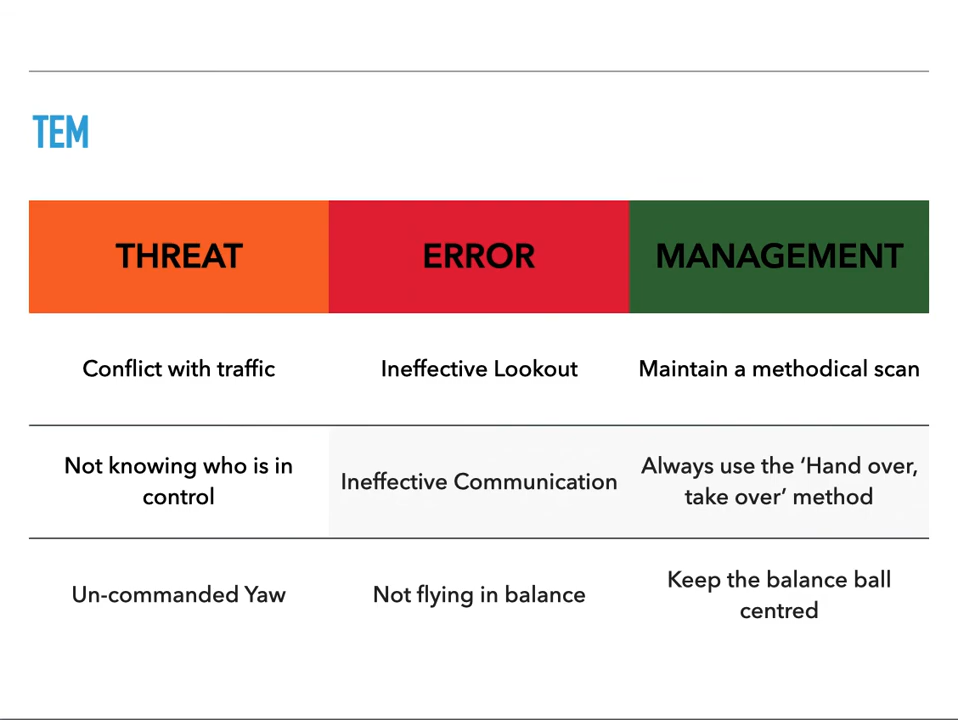 TEM
THREAT
ERROR
MANAGEMENT
Conflict with traffic
Ineffective Lookout
Maintain a methodical scan
Not knowing who is in
control
Ineffective Communication
Always use the ‘Hand over,
take over’ method
Un-commanded Yaw
Not flying in balance
Keep the balance ball
centred